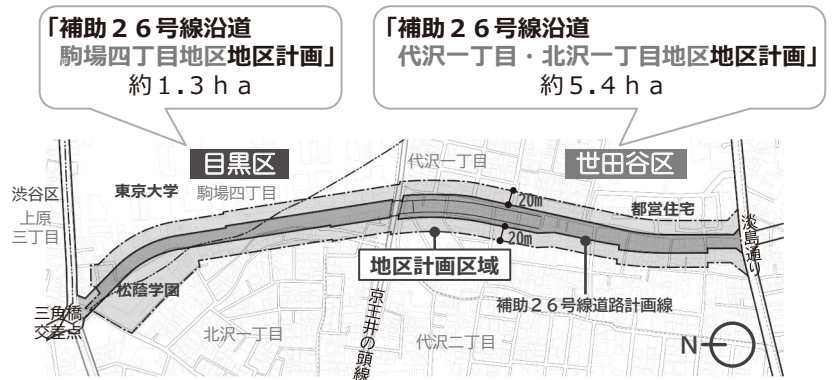 「補助２６号線沿道
駒場四丁目地区地区計画」
約１.３ｈａ
「補助２６号線沿道
代沢一丁目・北沢一丁目地区地区計画」
約５.４ｈａ
目黒区
世田谷区
代沢一丁目
渋谷区
上原
三丁目
東京大学
駒場四丁目
20m
都営住宅
淡島通り
20m
地区計画区域
松蔭学園
補助２６号線道路計画線
三角橋
交差点
北沢一丁目
京王井の頭線
代沢二丁目
N